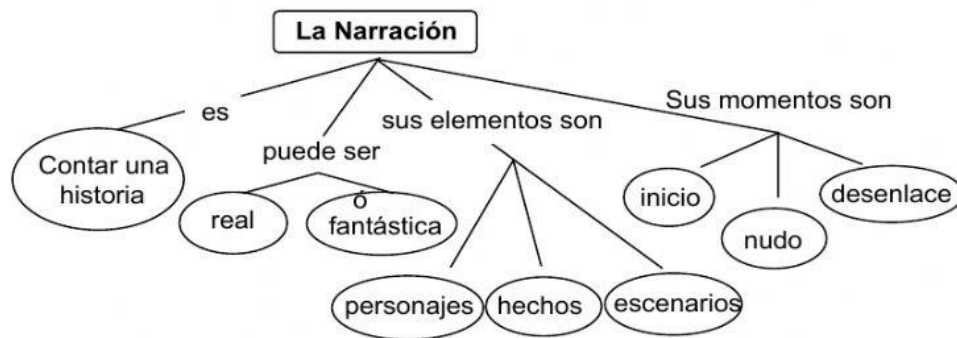 La Narración
es
Contar una
historia
puede ser
real
ó
fantástica
sus elementos son
personajes
hechos
escenarios
Sus momentos son
inicio
nudo
desenlace